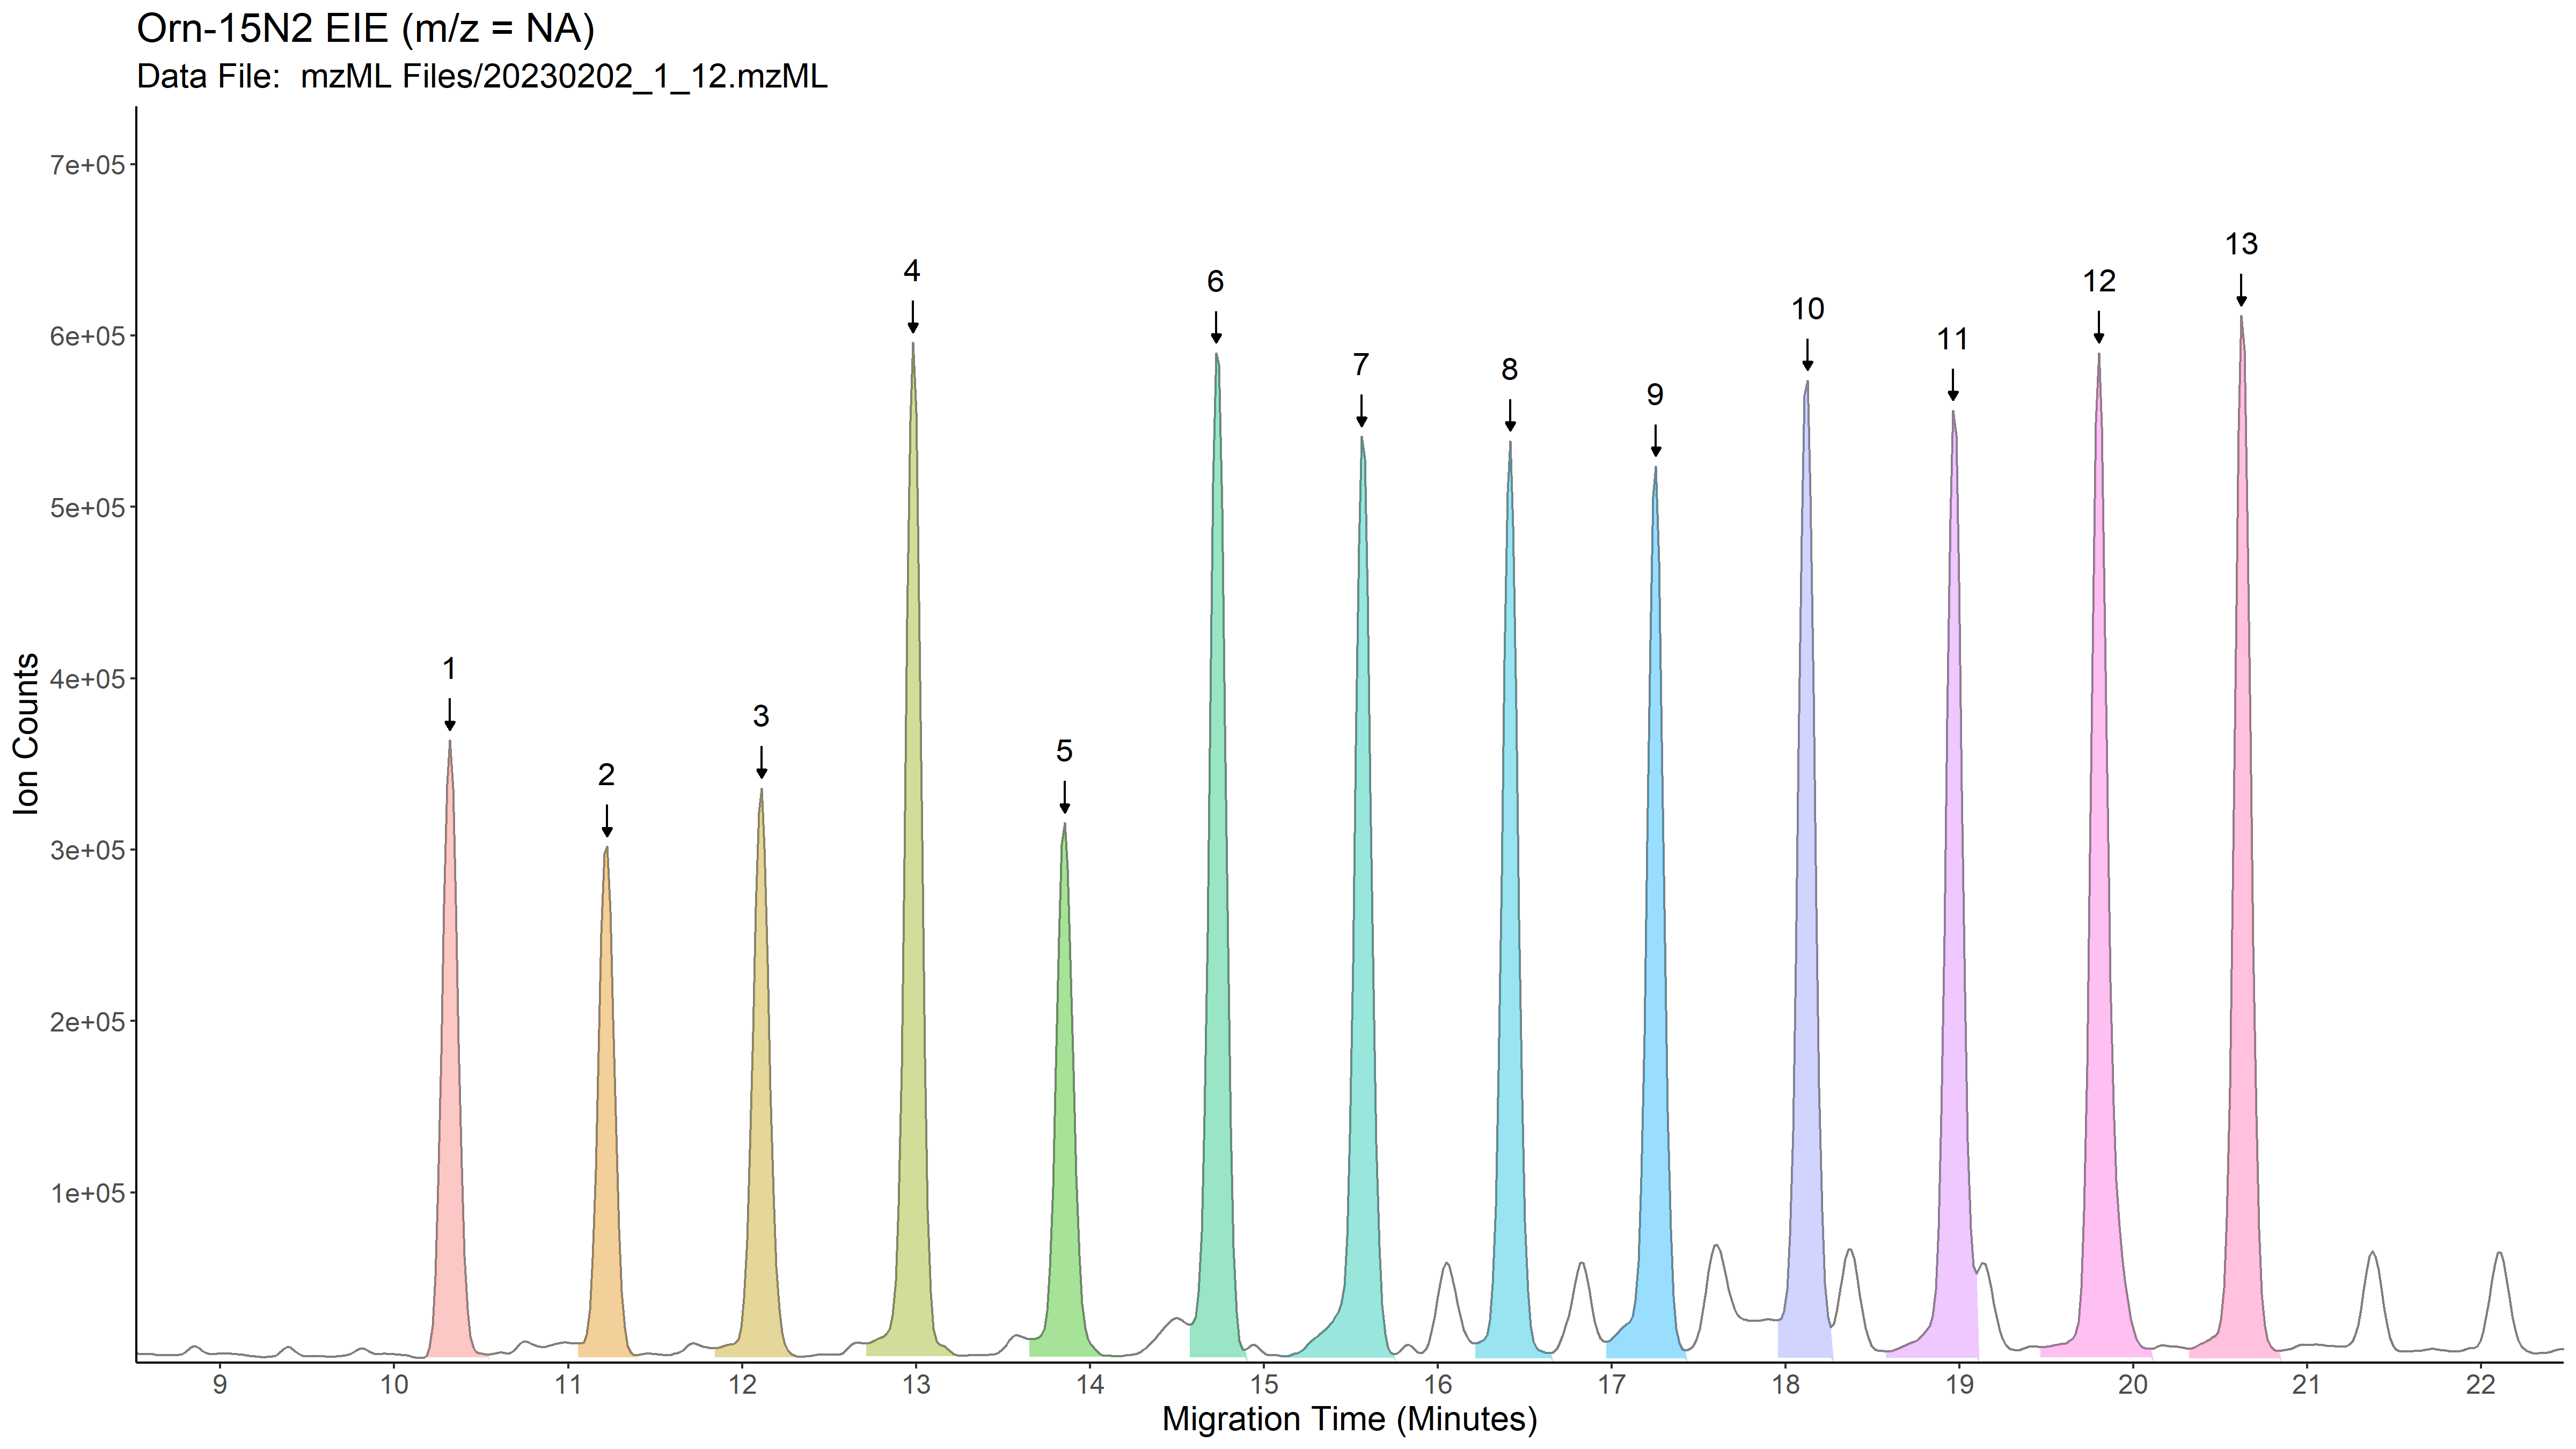 Orn-15N2 EIE (m/z = NA)
Data File:  mzML Files/20230202_1_12.mzML
7e+05
6e+05
5e+05
4e+05
3e+05
2e+05
1e+05
Ion Counts
1
2
3
4
5
6
7
8
9
10
11
12
13
9 10 11 12 13 14 15 16 17 18 19 20 21 22
Migration Time (Minutes)